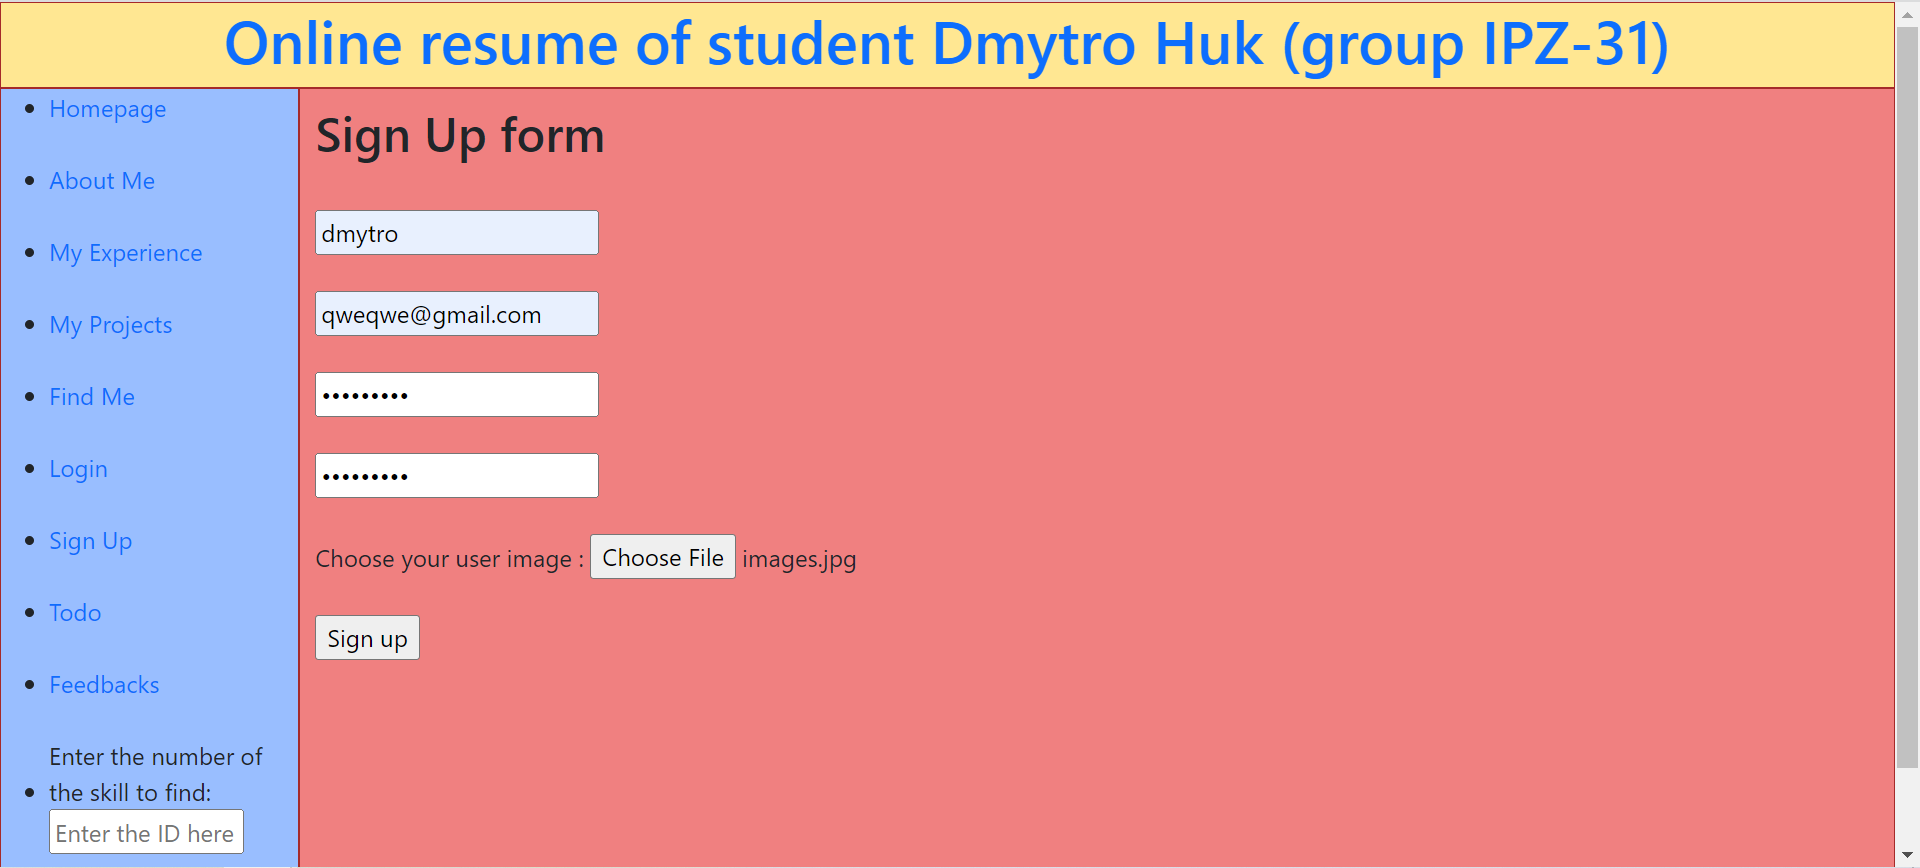 Online resume of student Dmytro Huk (group IPZ-31)
Homepage
About Me
My Experience
My Projects
Find Me
Login
Sign Up
Todo
Feedbacks
Enter the number of
the skill to find:
Enter the ID here
Sign Up form
dmytro
qweqwe@gmail.com
•••••••••
•••••••••
Choose your user image : Choose File images.jpg
Sign up